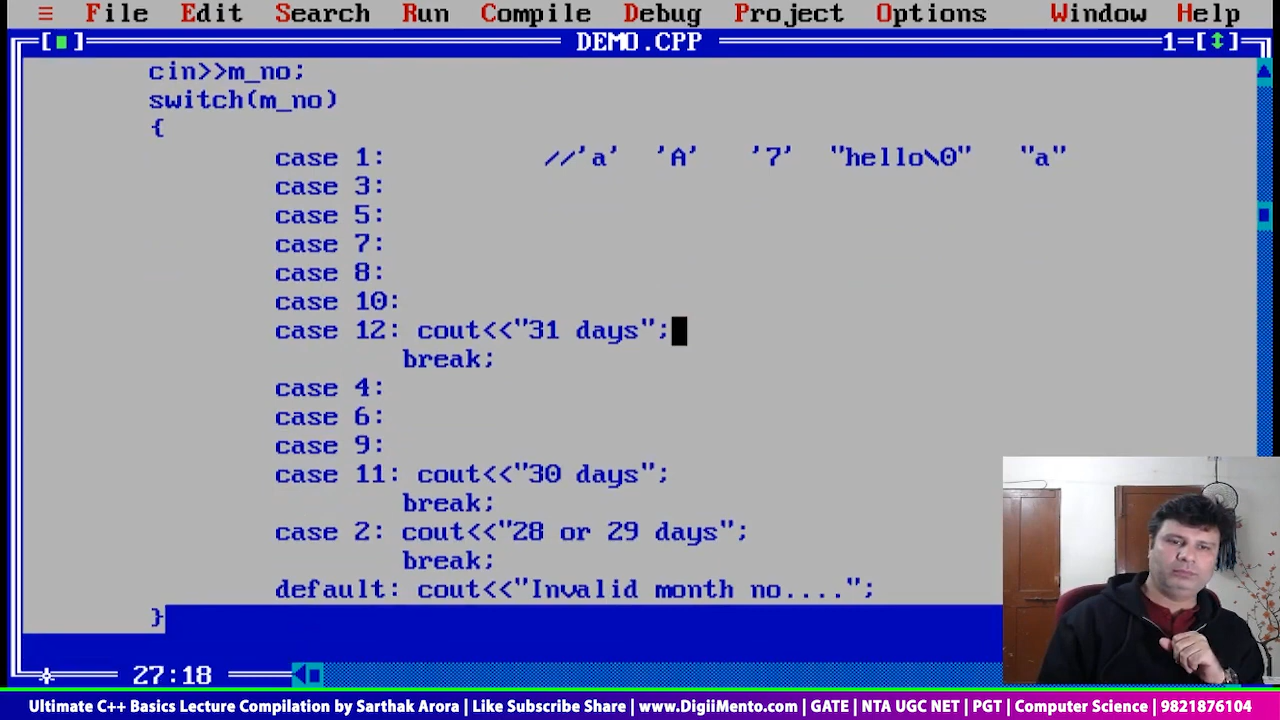 ≡ File Edit Search Run Compile Debug Project Options Window Help
[■] DEMO.CPP 1=[↕]
cin>>m_no;
switch(m_no)
{
case 1: //'a' 'A' '7' "hello\0" "a"
case 3:
case 5:
case 7:
case 8:
case 10:
case 12: cout<<"31 days";
break;
case 4:
case 6:
case 9:
case 11: cout<<"30 days";
break;
case 2: cout<<"28 or 29 days";
break;
default: cout<<"Invalid month no....";
}
27:18
Ultimate C++ Basics Lecture Compilation by Sarthak Arora | Like Subscribe Share | www.DigiiMento.com | GATE | NTA UGC NET | PGT | Computer Science | 9821876104